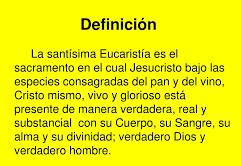 Definición
La santísima Eucaristía es el
sacramento en el cual Jesucristo bajo las
especies consagradas del pan y del vino,
Cristo mismo, vivo y glorioso está
presente de manera verdadera, real y
substancial con su Cuerpo, su Sangre, su
alma y su divinidad; verdadero Dios y
verdadero hombre.